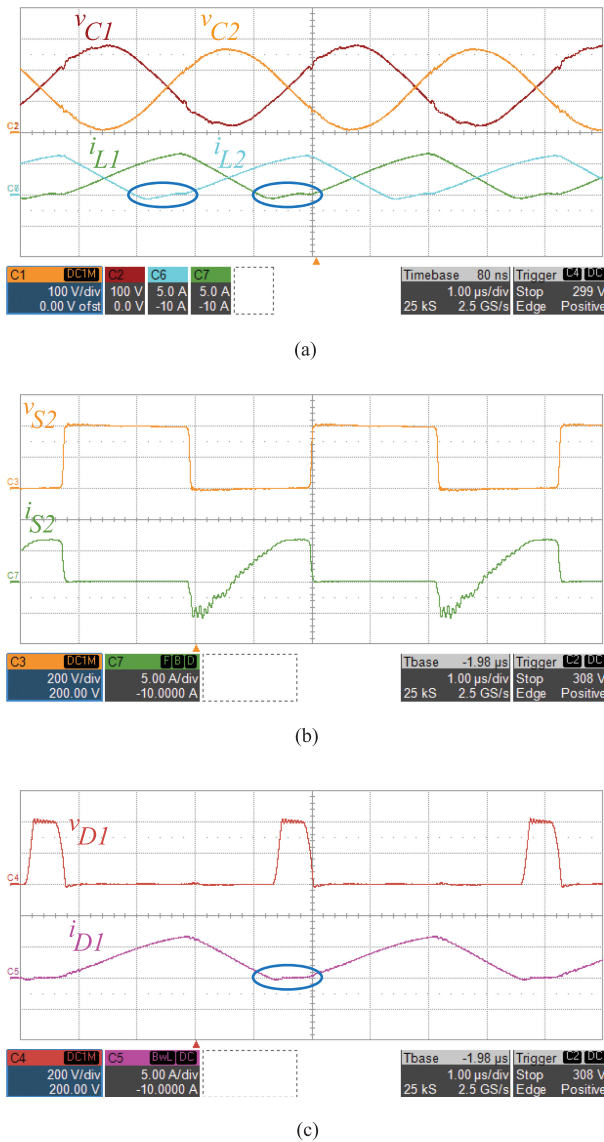 vC1 vC2
C2
iL1 iL2
C1 DC1M C2 C6 C7
100 V/div 100 V 5.0 A 5.0 A
0.00 V ofst 0.0 V -10 A -10 A
Timebase 80 ns Trigger C4 DC
1.00 µs/div Stop 299 V
25 kS 2.5 GS/s Edge Positive
(a)
vS2
C3
iS2
C7
C3 DC1M C7 F B D
200 V/div 5.00 A/div
200.00 V -10.0000 A
Tbase -1.98 µs Trigger C2 DC
1.00 µs/div Stop 308 V
25 kS 2.5 GS/s Edge Positive
(b)
vD1
C4
iD1
C5
C4 DC1M C5 BwL DC
200 V/div 5.00 A/div
200.00 V -10.0000 A
Tbase -1.98 µs Trigger C2 DC
1.00 µs/div Stop 308 V
25 kS 2.5 GS/s Edge Positive
(c)